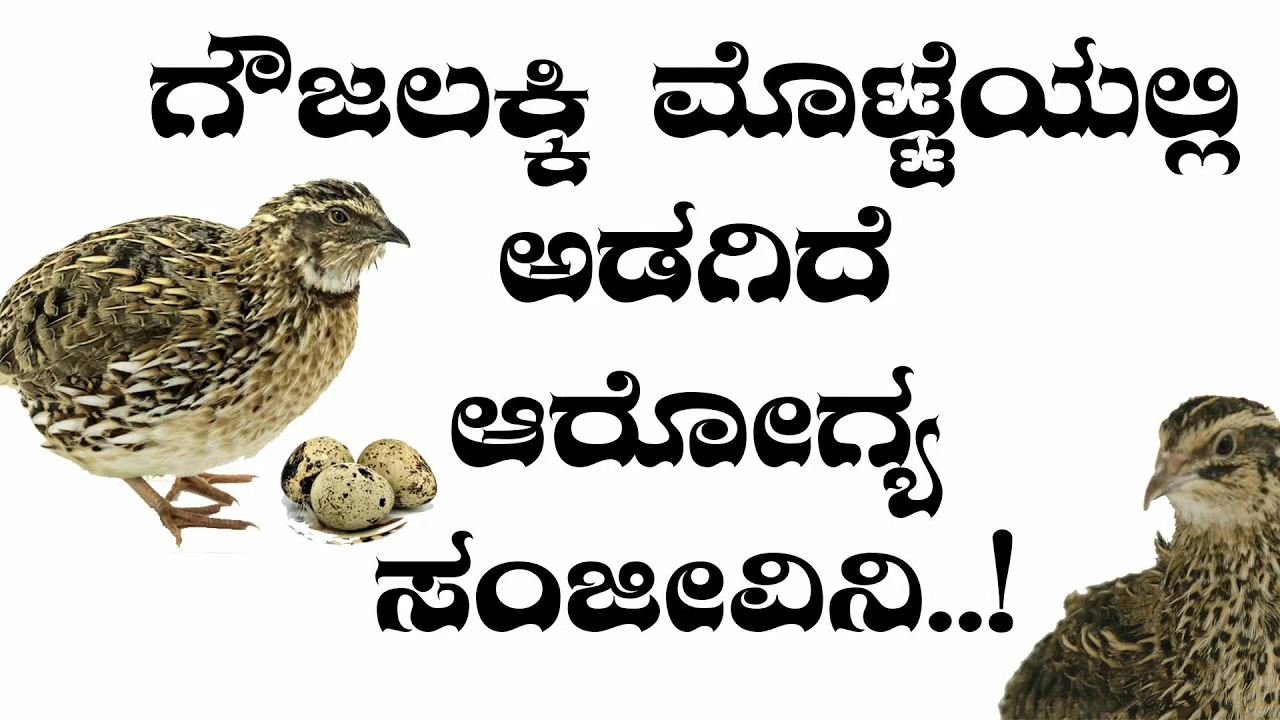 ಗೌಜಲಕ್ಕಿ ಮೊಟ್ಟೆಯಲ್ಲಿ
ಅಡಗಿದೆ
ಆರೋಗ್ಯ
ಸಂಜೀವಿನಿ..!